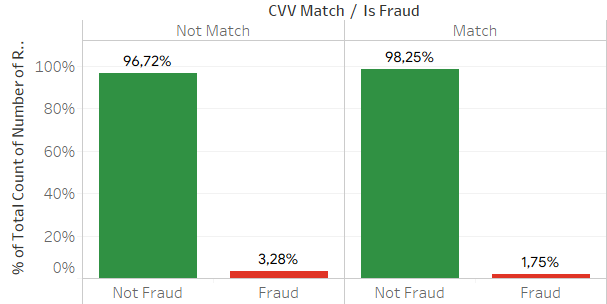 CVV Match / Is Fraud
Not Match
Match
% of Total Count of Number of R..
100%
80%
60%
40%
20%
0%
96,72%
3,28%
98,25%
1,75%
Not Fraud
Fraud
Not Fraud
Fraud